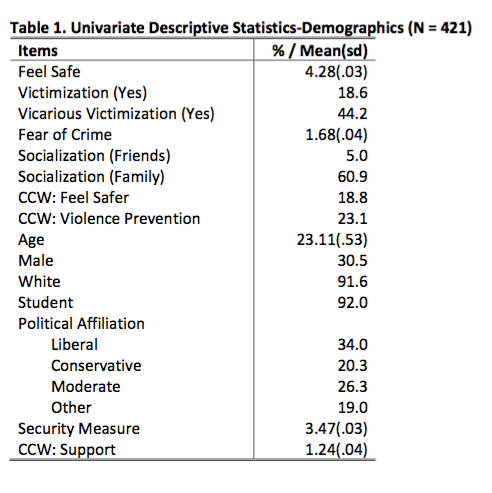 Table 1. Univariate Descriptive Statistics-Demographics (N = 421)
Items % / Mean(sd)
Feel Safe 4.28(.03)
Victimization (Yes) 18.6
Vicarious Victimization (Yes) 44.2
Fear of Crime 1.68(.04)
Socialization (Friends) 5.0
Socialization (Family) 60.9
CCW: Feel Safer 18.8
CCW: Violence Prevention 23.1
Age 23.11(.53)
Male 30.5
White 91.6
Student 92.0
Political Affiliation
Liberal 34.0
Conservative 20.3
Moderate 26.3
Other 19.0
Security Measure 3.47(.03)
CCW: Support 1.24(.04)